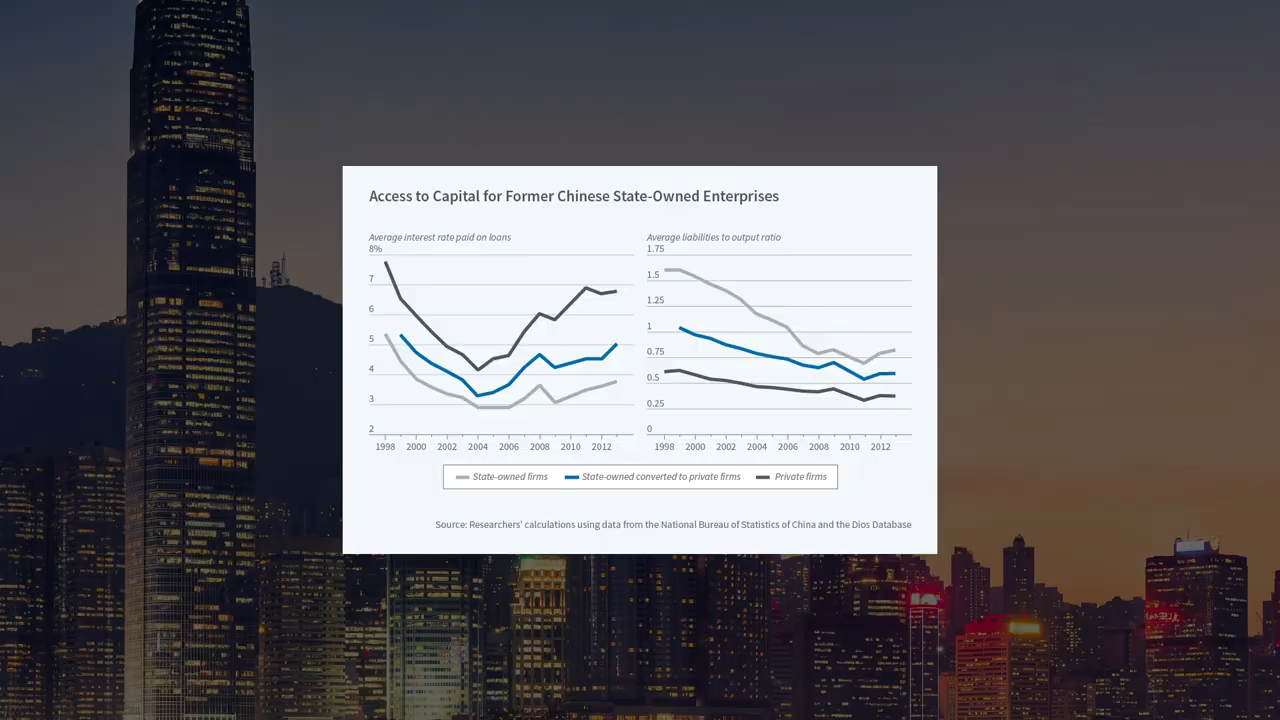 Access to Capital for Former Chinese State-Owned Enterprises
Average interest rate paid on loans
8%
7
6
5
4
3
2
1998 2000 2002 2004 2006 2008 2010 2012
Average liabilities to output ratio
1.75
1.5
1.25
1
0.75
0.5
0.25
0
1998 2000 2002 2004 2006 2008 2010 2012
State-owned firms State-owned converted to private firms Private firms
Source: Researchers' calculations using data from the National Bureau of Statistics of China and the Dios Database